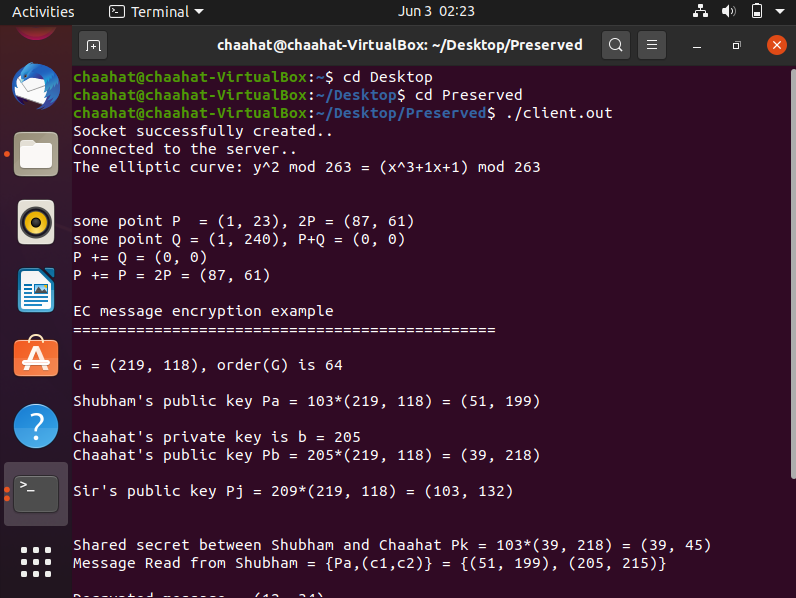 Activities Terminal Jun 3 02:23
chaahat@chaahat-VirtualBox: ~/Desktop/Preserved
chaahat@chaahat-VirtualBox:~$ cd Desktop
chaahat@chaahat-VirtualBox:~/Desktop$ cd Preserved
chaahat@chaahat-VirtualBox:~/Desktop/Preserved$ ./client.out
Socket successfully created..
Connected to the server..
The elliptic curve: y^2 mod 263 = (x^3+1x+1) mod 263
some point P  = (1, 23), 2P = (87, 61)
some point Q = (1, 240), P+Q = (0, 0)
P += Q = (0, 0)
P += P = 2P = (87, 61)
EC message encryption example
===============================================
G = (219, 118), order(G) is 64
Shubham's public key Pa = 103*(219, 118) = (51, 199)
Chaahat's private key is b = 205
Chaahat's public key Pb = 205*(219, 118) = (39, 218)
Sir's public key Pj = 209*(219, 118) = (103, 132)
Shared secret between Shubham and Chaahat Pk = 103*(39, 218) = (39, 45)
Message Read from Shubham = {Pa,(c1,c2)} = {(51, 199), (205, 215)}